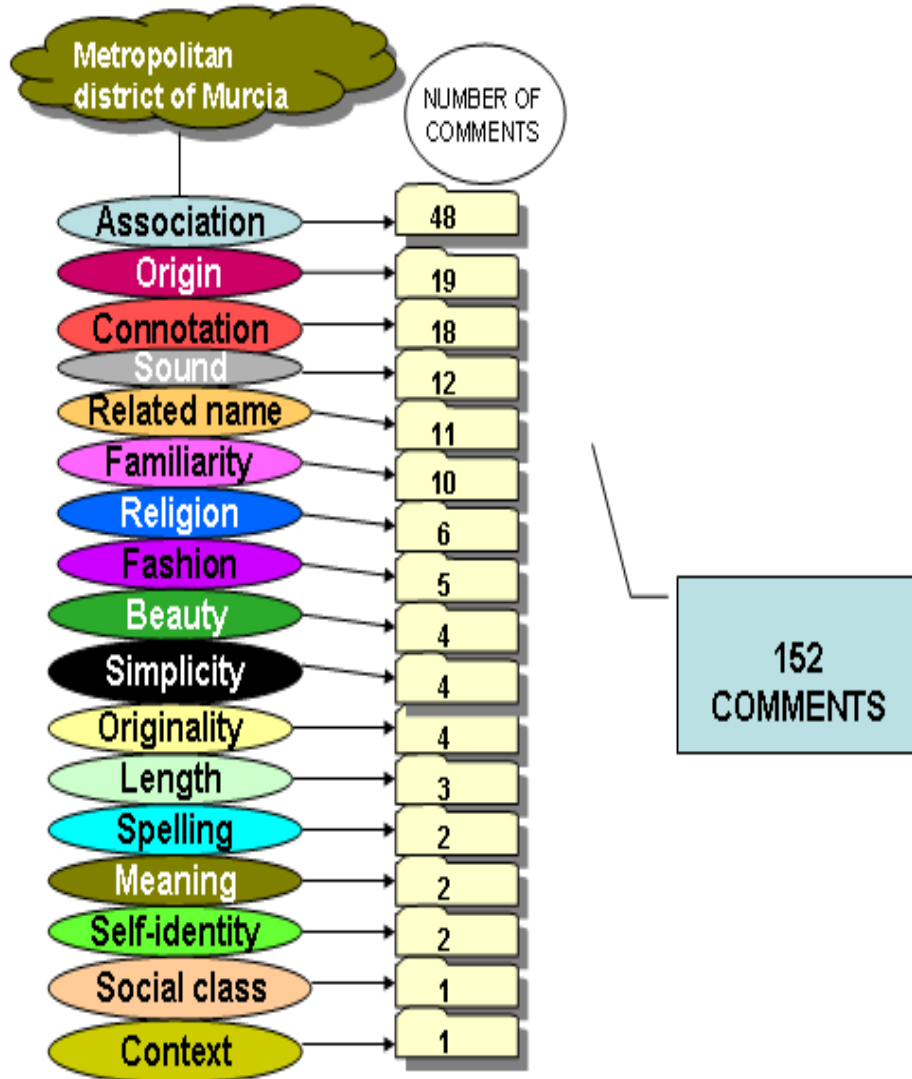 Metropolitan
district of Murcia
NUMBER OF
COMMENTS
Association 48
Origin 19
Connotation 18
Sound 12
Related name 11
Familiarity 10
Religion 6
Fashion 5
Beauty 4
Simplicity 4
Originality 4
Length 3
Spelling 2
Meaning 2
Self-identity 2
Social class 1
Context 1
152
COMMENTS